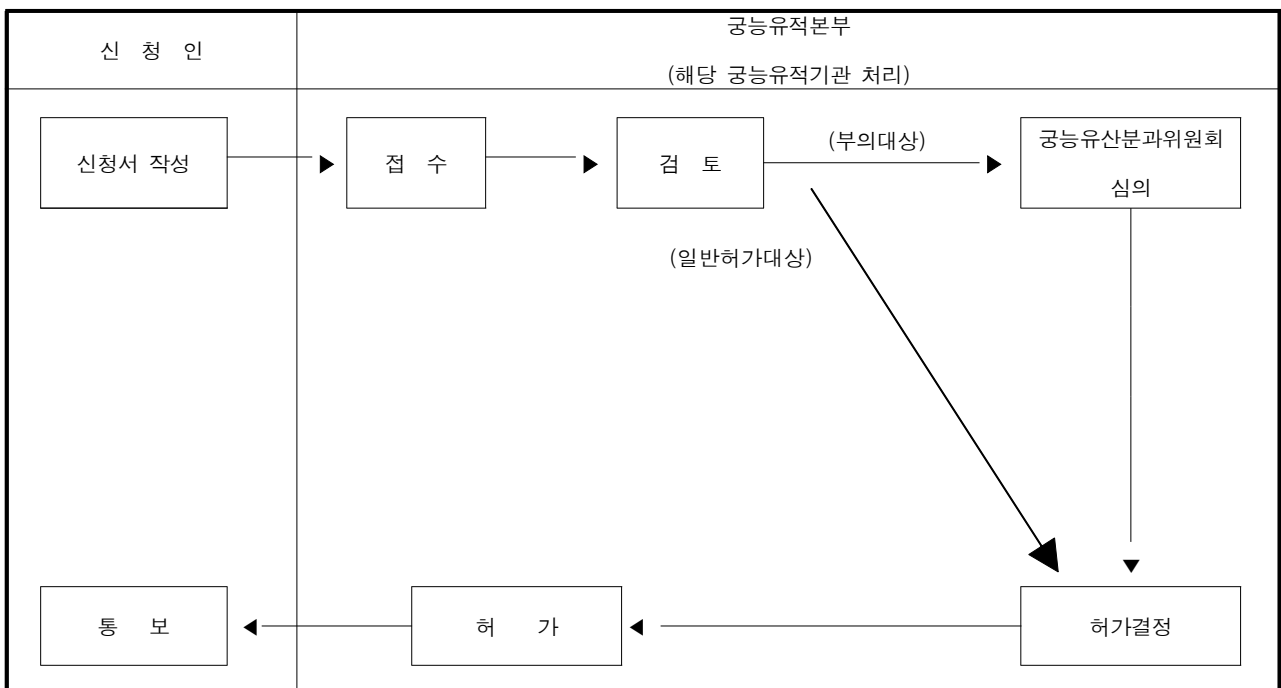 신 청 인
궁능유적본부
(해당 궁능유적기관 처리)
신청서 작성
접 수
검 토
(부의대상)
궁능유산분과위원회
심의
(일반허가대상)
통 보
허 가
허가결정